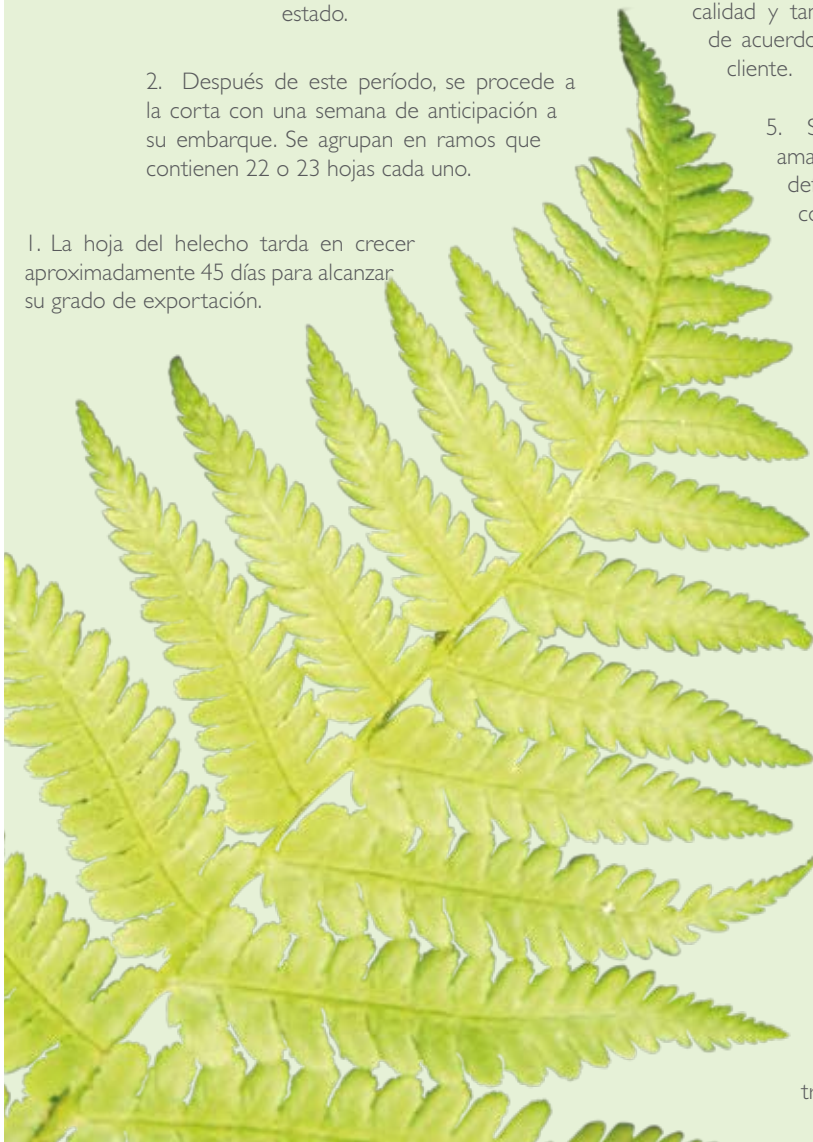 estado.
2. Después de este período, se procede a
la corta con una semana de anticipación a
su embarque. Se agrupan en ramos que
contienen 22 o 23 hojas cada uno.
1. La hoja del helecho tarda en crecer
aproximadamente 45 días para alcanzar
su grado de exportación.
calidad y
de acuerdo
cliente.
5.